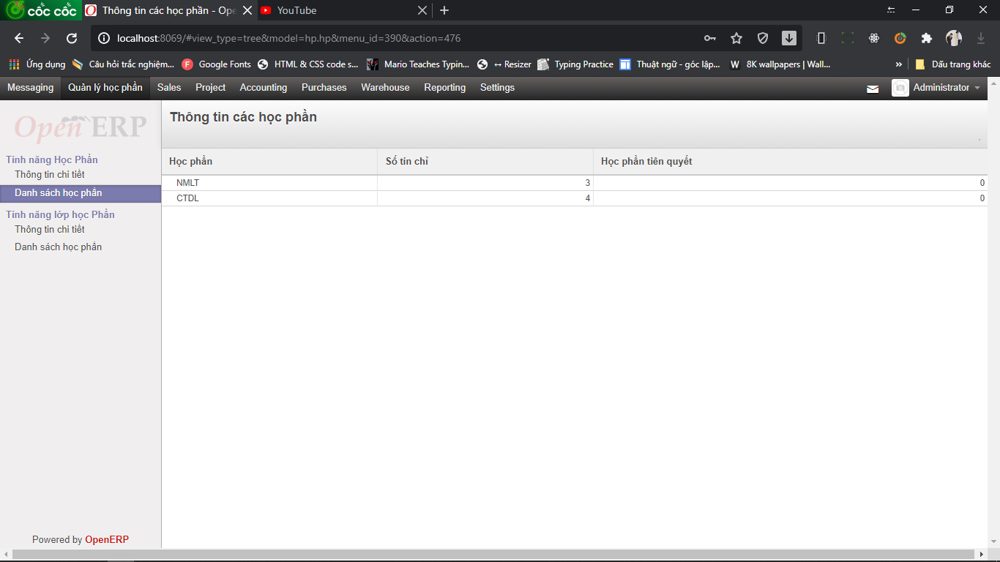 cốc cốc
Thông tin các học phần - Ope
YouTube
localhost:8069/#view_type=tree&model=hp.hp&menu_id=390&action=476
Ứng dụng
Câu hỏi trắc nghiệm...
Google Fonts
HTML & CSS code s...
Mario Teaches Typin...
↔ Resizer
Typing Practice
Thuật ngữ - góc lập...
8K wallpapers | Wall...
»
Dấu trang khác
Messaging
Quản lý học phần
Sales
Project
Accounting
Purchases
Warehouse
Reporting
Settings
Administrator
Open ERP
Thông tin các học phần
Tính năng Học Phần
Thông tin chi tiết
Danh sách học phần
Tính năng lớp học Phần
Thông tin chi tiết
Danh sách học phần
Học phần Số tín chỉ Học phần tiên quyết
NMLT 3 0
CTDL 4 0
Powered by OpenERP